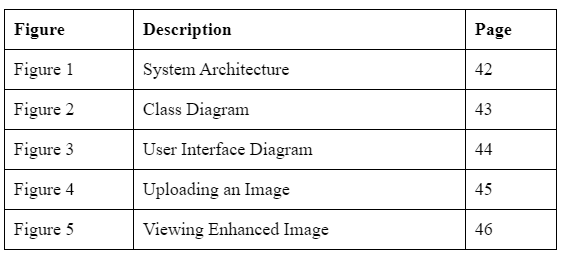 Figure Description Page
Figure 1 System Architecture 42
Figure 2 Class Diagram 43
Figure 3 User Interface Diagram 44
Figure 4 Uploading an Image 45
Figure 5 Viewing Enhanced Image 46